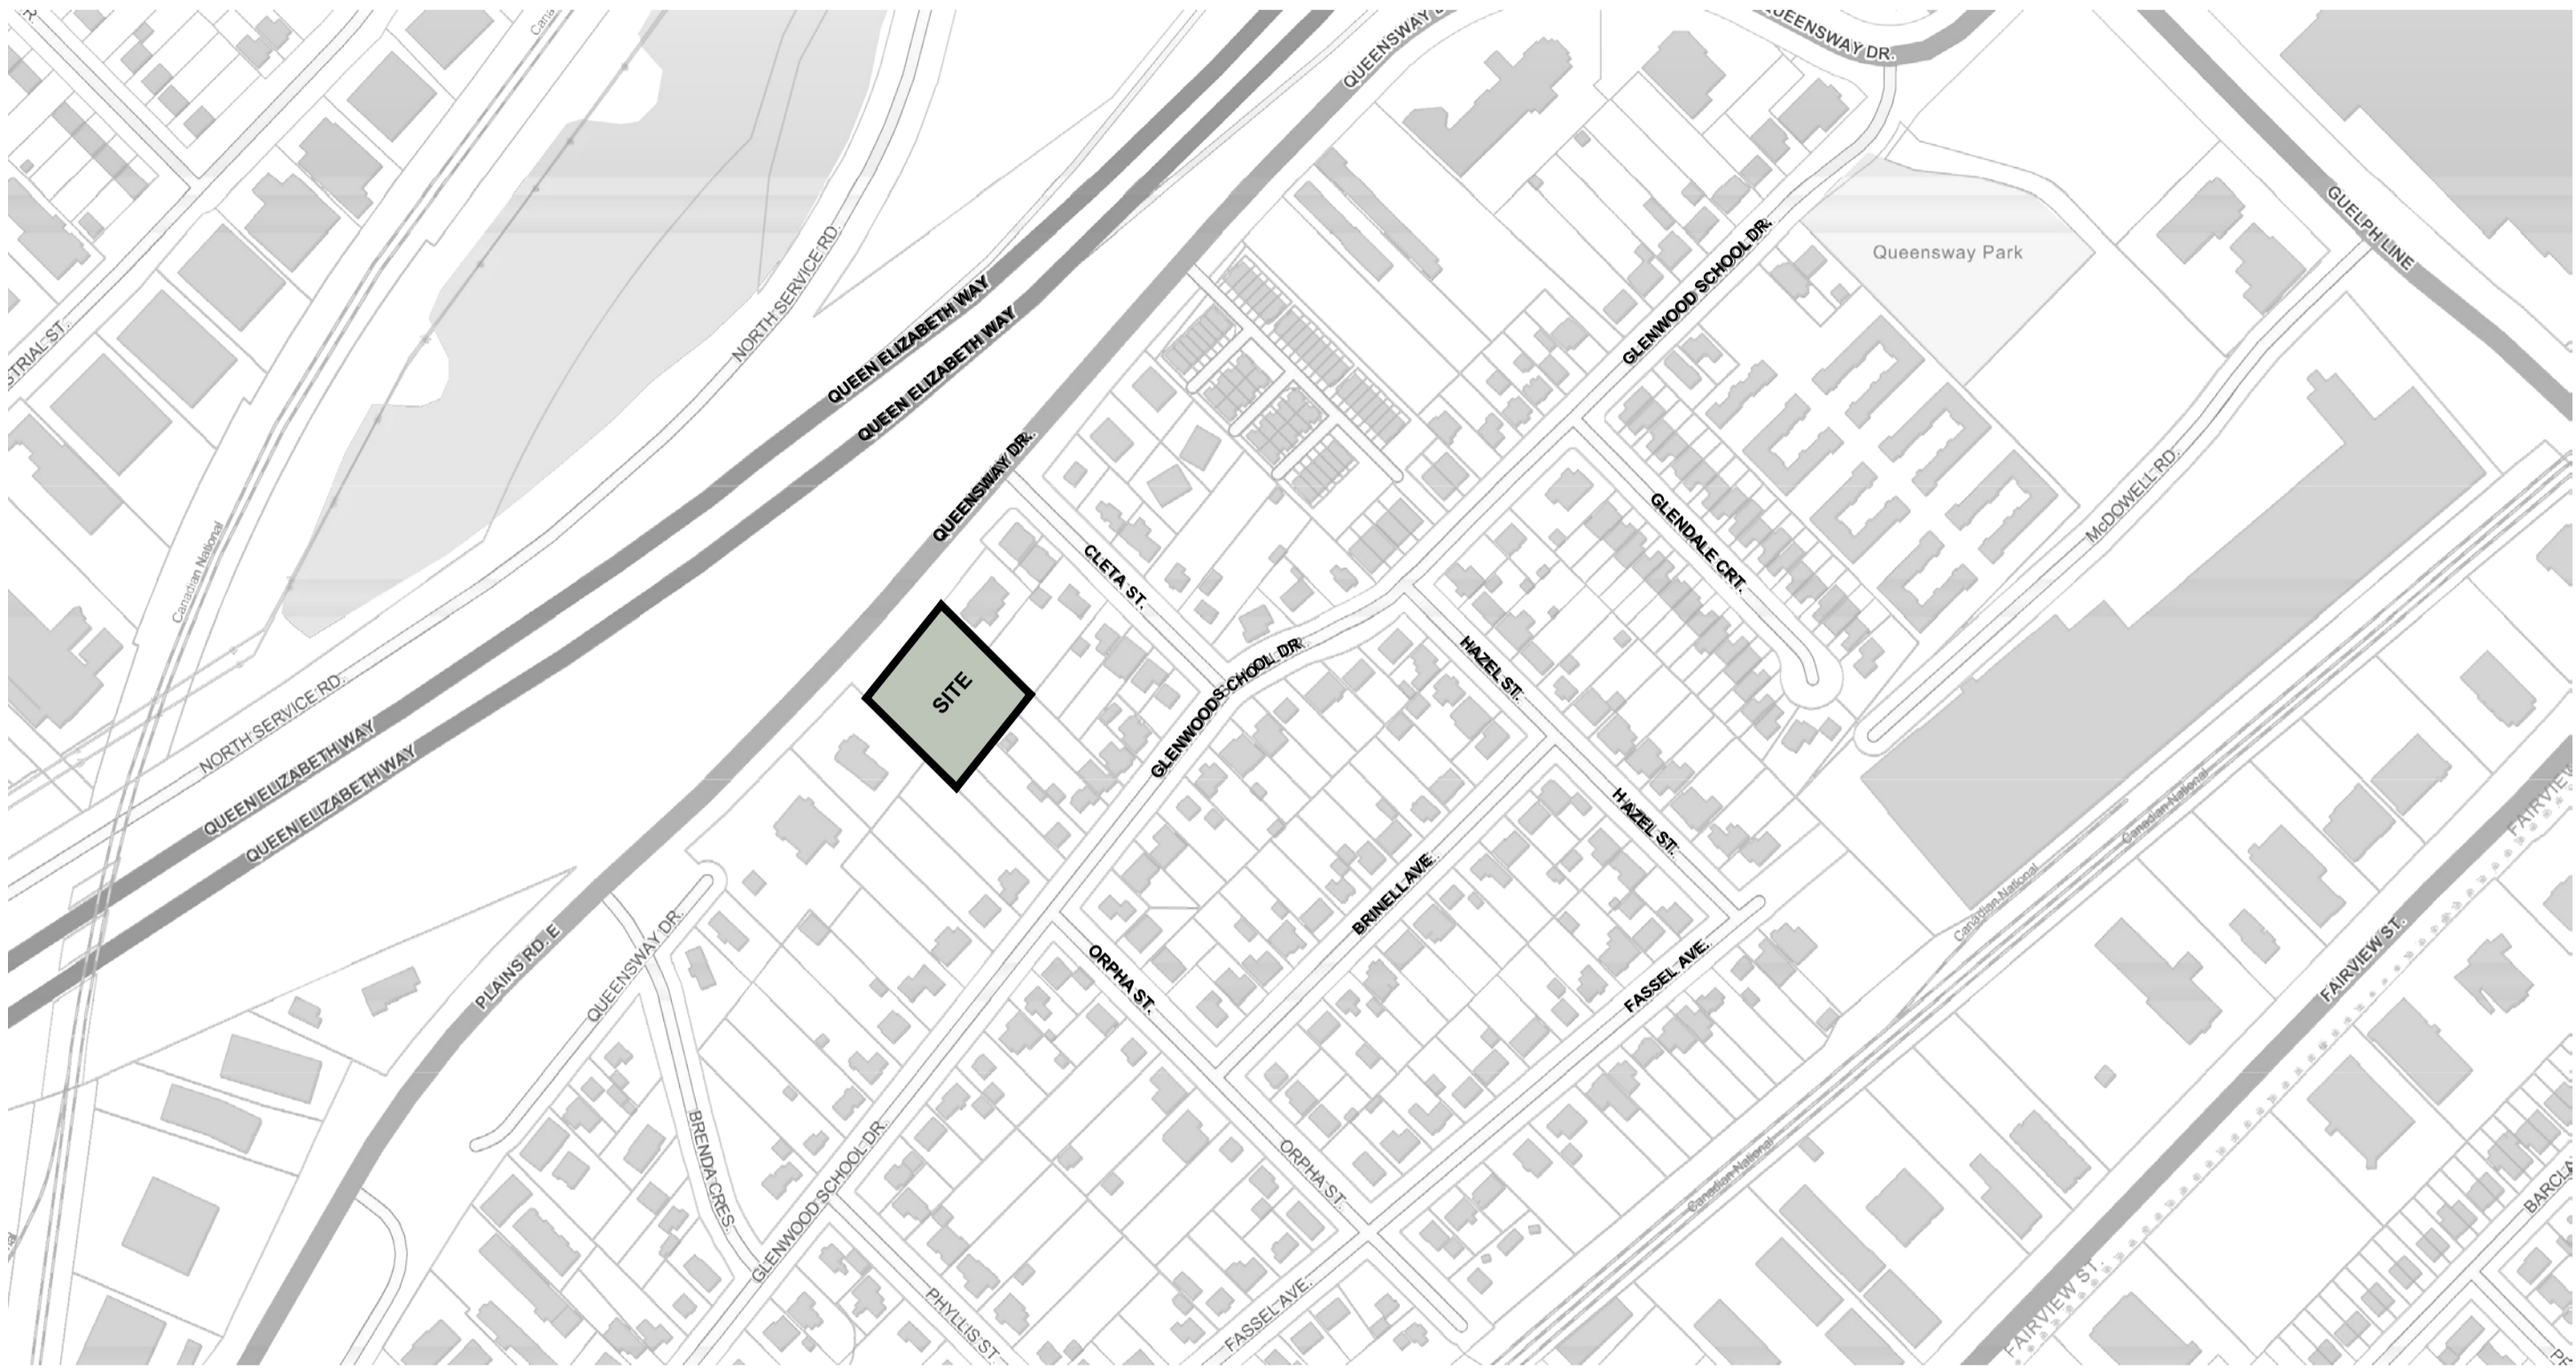 QUEENSWAY DR.
Queensway Park
GUELPH LINE
GLENWOOD SCHOOL DR.
NORTH SERVICE RD.
QUEEN ELIZABETH WAY
QUEEN ELIZABETH WAY
QUEENSWAY DR.
CLETA ST.
GLENDALE CRT.
McDOWELL RD.
Canadian National
SITE
GLENWOOD SCHOOL DR.
HAZEL ST.
NORTH SERVICE RD.
QUEEN ELIZABETH WAY
QUEEN ELIZABETH WAY
HAZEL ST.
Canadian National
BRINELL AVE.
Canadian National
PLAINS RD. E
QUEENSWAY DR.
ORPHA ST.
FASSEL AVE.
FAIRVIEW ST.
BRENDA CRES.
GLENWOOD SCHOOL DR.
ORPHA ST.
Canadian National
PHYLLIS ST.
FASSEL AVE.
FAIRVIEW ST.